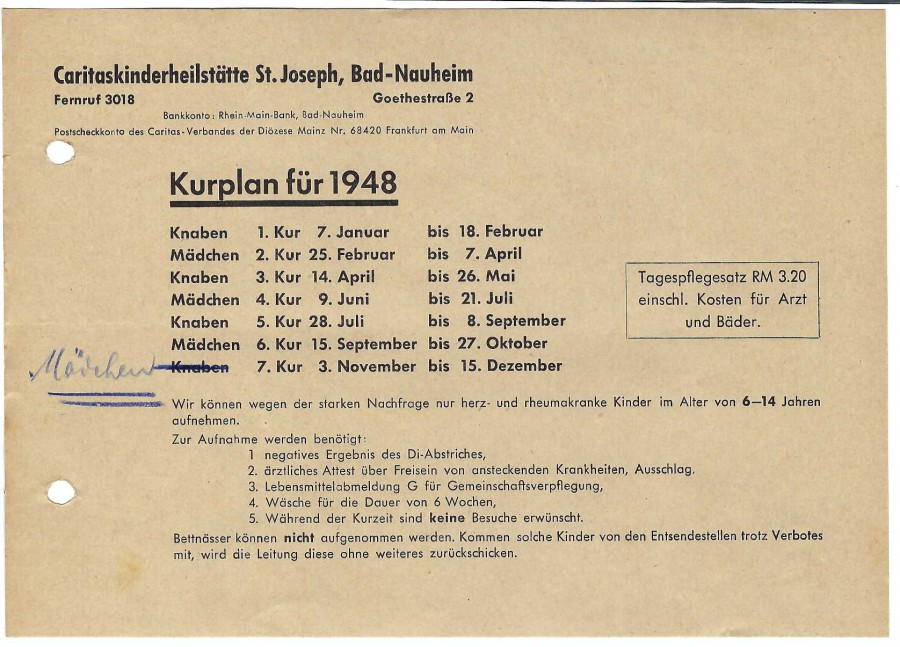 Caritaskinderheilstätte St. Joseph, Bad-Nauheim
Fernruf 3018 Goethestraße 2
Bankkonto: Rhein-Main-Bank, Bad-Nauheim
Postscheckkonto des Caritas-Verbandes der Diözese Mainz Nr. 68420 Frankfurt am Main
Kurplan für 1948
Knaben 1. Kur 7. Januar bis 18. Februar
Mädchen 2. Kur 25. Februar bis 7. April
Knaben 3. Kur 14. April bis 26. Mai
Mädchen 4. Kur 9. Juni bis 21. Juli
Knaben 5. Kur 28. Juli bis 8. September
Mädchen 6. Kur 15. September bis 27. Oktober
Mädchen Knaben 7. Kur 3. November bis 15. Dezember
Tagespflegesatz RM 3.20
einschl. Kosten für Arzt
und Bäder.
Wir können wegen der starken Nachfrage nur herz- und rheumakranke Kinder im Alter von 6—14 Jahren
aufnehmen.
Zur Aufnahme werden benötigt:
1 negatives Ergebnis des Di-Abstriches,
2. ärztliches Attest über Freisein von ansteckenden Krankheiten, Ausschlag.
3. Lebensmittelabmeldung G für Gemeinschaftsverpflegung,
4. Wäsche für die Dauer von 6 Wochen,
5. Während der Kurzeit sind keine Besuche erwünscht.
Bettnässer können nicht aufgenommen werden. Kommen solche Kinder von den Entsendestellen trotz Verbotes
mit, wird die Leitung diese ohne weiteres zurückschicken.